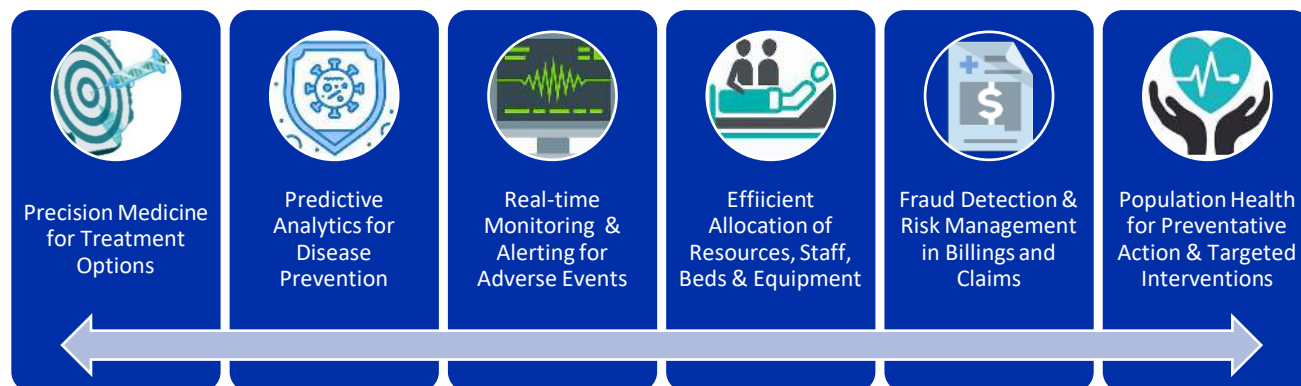 Precision Medicine
for Treatment
Options
Predictive
Analytics for
Disease
Prevention
Real-time
Monitoring &
Alerting for
Adverse Events
Effiicient
Allocation of
Resources, Staff,
Beds & Equipment
$
Fraud Detection &
Risk Management
in Billings and
Claims
Population Health
for Preventative
Action & Targeted
Interventions